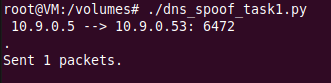 root@VM:/volumes# ./dns_spoof_task1.py
10.9.0.5 --> 10.9.0.53: 6472
.
Sent 1 packets.